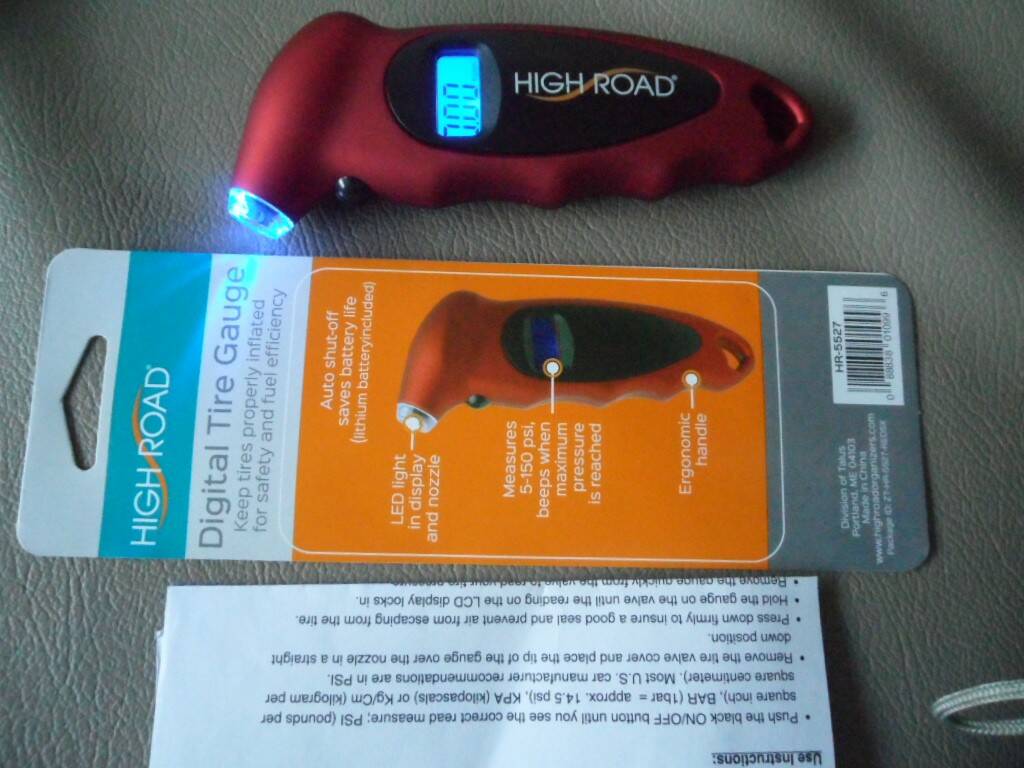 HIGH ROAD®
HIGH ROAD®
Digital Tire Gauge
Keep tires properly inflated
for safety and fuel efficiency
Auto shut-off
saves battery life
(lithium batteryincluded)
LED light
in display
and nozzle
Measures
5-150 psi,
beeps when
maximum
pressure
is reached
Ergonomic
handle
HR-5527
0 89838 01099 6
Division of Talus
Portland, ME, 04103
Made in China
www.highroadorganizers.com
Package ID:
Use Instructions:
• Push the black ON/OFF button until you see the correct read measure; PSI (pounds per
square inch), BAR (1bar = approx. 14.5 psi), KPA (kilopascals) or Kg/Cm (kilogram per
square centimeter). Most U.S. car manufacturer recommendations are in PSI.
• Remove the tire valve cover and place the tip of the gauge over the nozzle in a straight
down position.
• Press down firmly to insure a good seal and prevent air from escaping from the tire.
• Hold the gauge on the valve until the reading on the LCD display locks in.
• Remove the gauge quickly from the valve to read your tire pressure